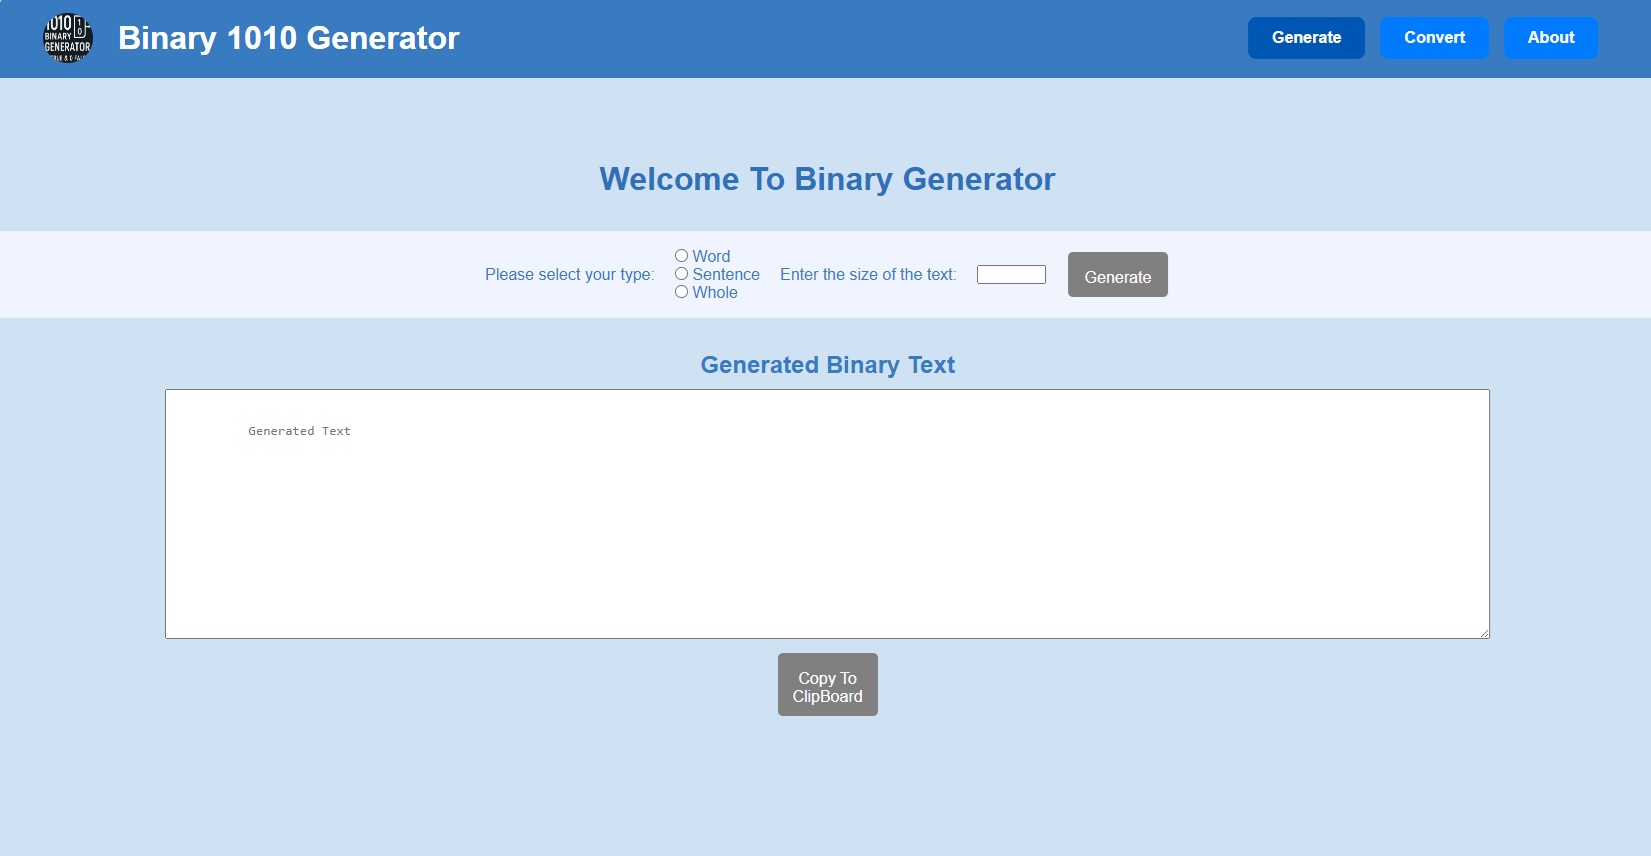 1010
BINARY
GENERATOR
Binary 1010 Generator
Generate
Convert
About
Welcome To Binary Generator
Please select your type:
Word
Sentence
Whole
Enter the size of the text:
Generate
Generated Binary Text
Generated Text
Copy To
ClipBoard